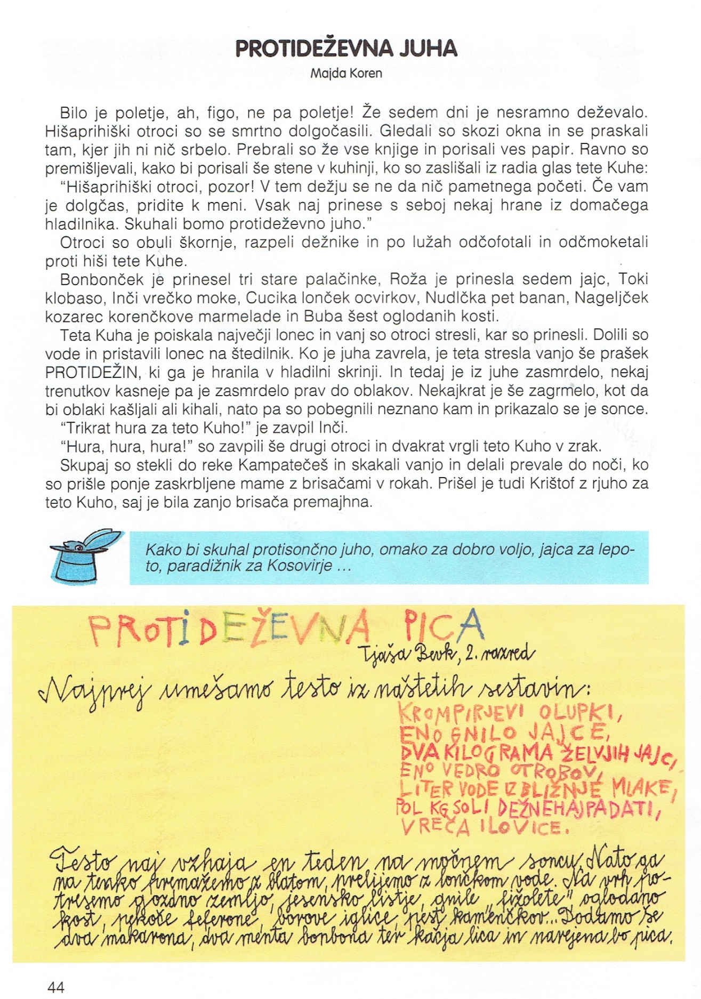 PROTIDEŽEVNA JUHA
Majda Koren
Bilo je poletje, ah, figo, ne pa poletje! Že sedem dni je nesramno deževalo.
Hišaprihiški otroci so se smrtno dolgočasili. Gledali so skozi okna in se praskali
tam, kjer jih ni nič srbelo. Prebrali so že vse knjige in porisali ves papir. Ravno so
premišljevali, kako bi porisali še stene v kuhinji, ko so zaslišali iz radia glas tete Kuhe:
“Hišaprihiški otroci, pozor! V tem dežju se ne da nič pametnega početi. Če vam
je dolgčas, pridite k meni. Vsak naj prinese s seboj nekaj hrane iz domačega
hladilnika. Skuhali bomo protideževno juho.”
Otroci so obuli škornje, razpeli dežnike in po lužah odčofotali in odčmoketali
proti hiši tete Kuhe.
Bonbonček je prinesel tri stare palačinke, Roža je prinesla sedem jajc, Toki
klobaso, Inči vrečko moke, Cucika lonček ocvirkov, Nudlčka pet banan, Nageljček
kozarec korenčkove marmelade in Buba šest oglodanih kosti.
Teta Kuha je poiskala največji lonec in vanj so otroci stresli, kar so prinesli. Dolili so
vode in pristavili lonec na štedilnik. Ko je juha zavrela, je teta stresla vanjo še prašek
PROTIDEŽIN, ki ga je hranila v hladilni skrinji. In tedaj je iz juhe zasmrdelo, nekaj
trenutkov kasneje pa je zasmrdelo prav do oblakov. Nekajkrat je še zagrmelo, kot da
bi oblaki kašljali ali kihali, nato pa so pobegnili neznano kam in prikazalo se je sonce.
“Trikrat hura za teto Kuho!” je zavpil Inči.
“Hura, hura, hura!” so zavpili še drugi otroci in dvakrat vrgli teto Kuho v zrak.
Skupaj so stekli do reke Kampatečeš in skakali vanjo in delali prevale do noči, ko
so prišle ponje zaskrbljene mame z brisačami v rokah. Prišel je tudi Krištof z rjuho za
teto Kuho, saj je bila zanjo brisača premajhna.
Kako bi skuhal protisončno juho, omako za dobro voljo, jajca za lepo-
to, paradižnik za Kosovirje ...
PROTIDEŽEVNA PICA
Tjaša Bevk, 2. razred
Najprej umešamo testo iz naštetih sestavin:
KROMPIRJEVI OLUPKI,
ENO GNILO JAJCE,
DVA KILOGRAMA ŽELVJIH JAJC,
ENO VEDRO OTROBOV,
LITER VODE IZ BLIŽNJE MLAKE,
POL KG SOLI DEŽNEHAJPADATI,
VREČA ILOVICE.
Testo naj vzhaja en teden na močnem soncu. Nato ga
na tenko premažemo z blatom, prelijemo z lončkom vode. Na vrh po-
tresemo gozdno zemljo, jesensko listje, gnile „fižolete”, oglodano
kost, pekoče feferone, borove iglice, pest kamenčkov... Dodamo še
dva makarona, dva menta bonbona ter kačja lica in narejena bo pica.
44